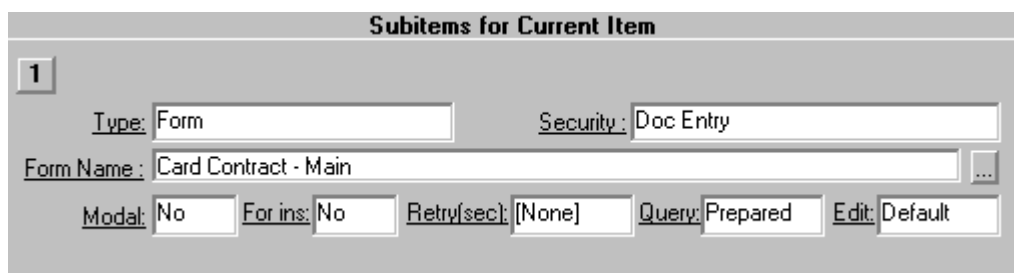 Subitems for Current Item
1
Type: Form Security : Doc Entry
Form Name : Card Contract - Main ...
Modal: No For ins: No Retry(sec): [None] Query: Prepared Edit: Default